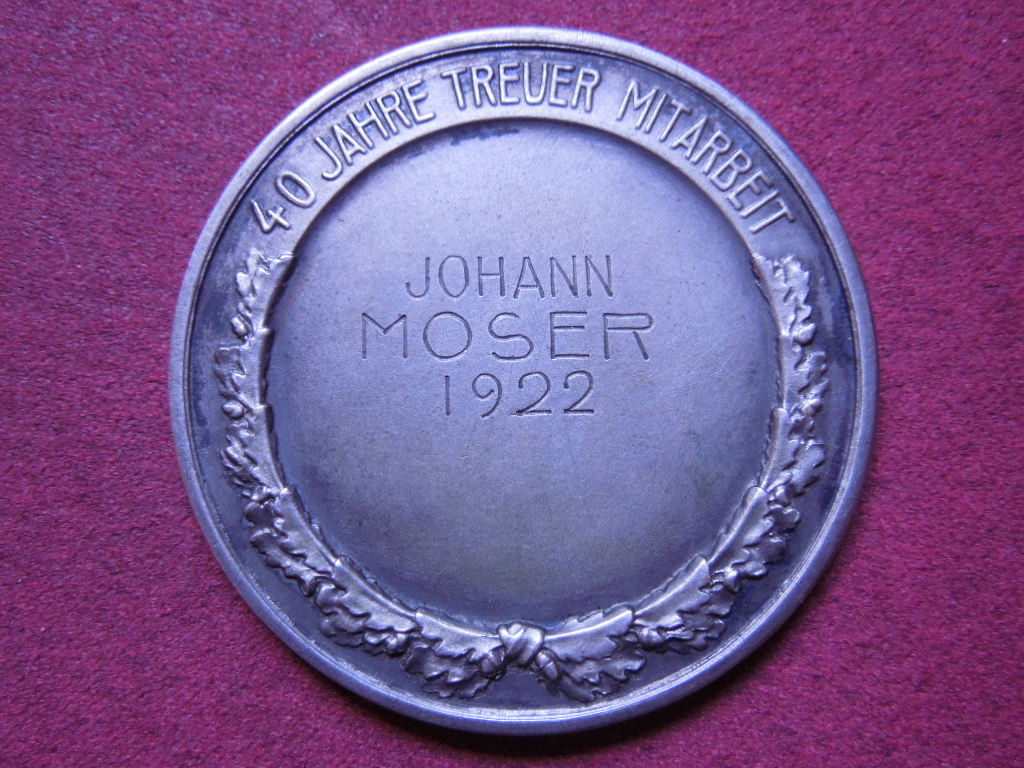 40 JAHRE TREUER MITARBEIT
JOHANN
MOSER
1922